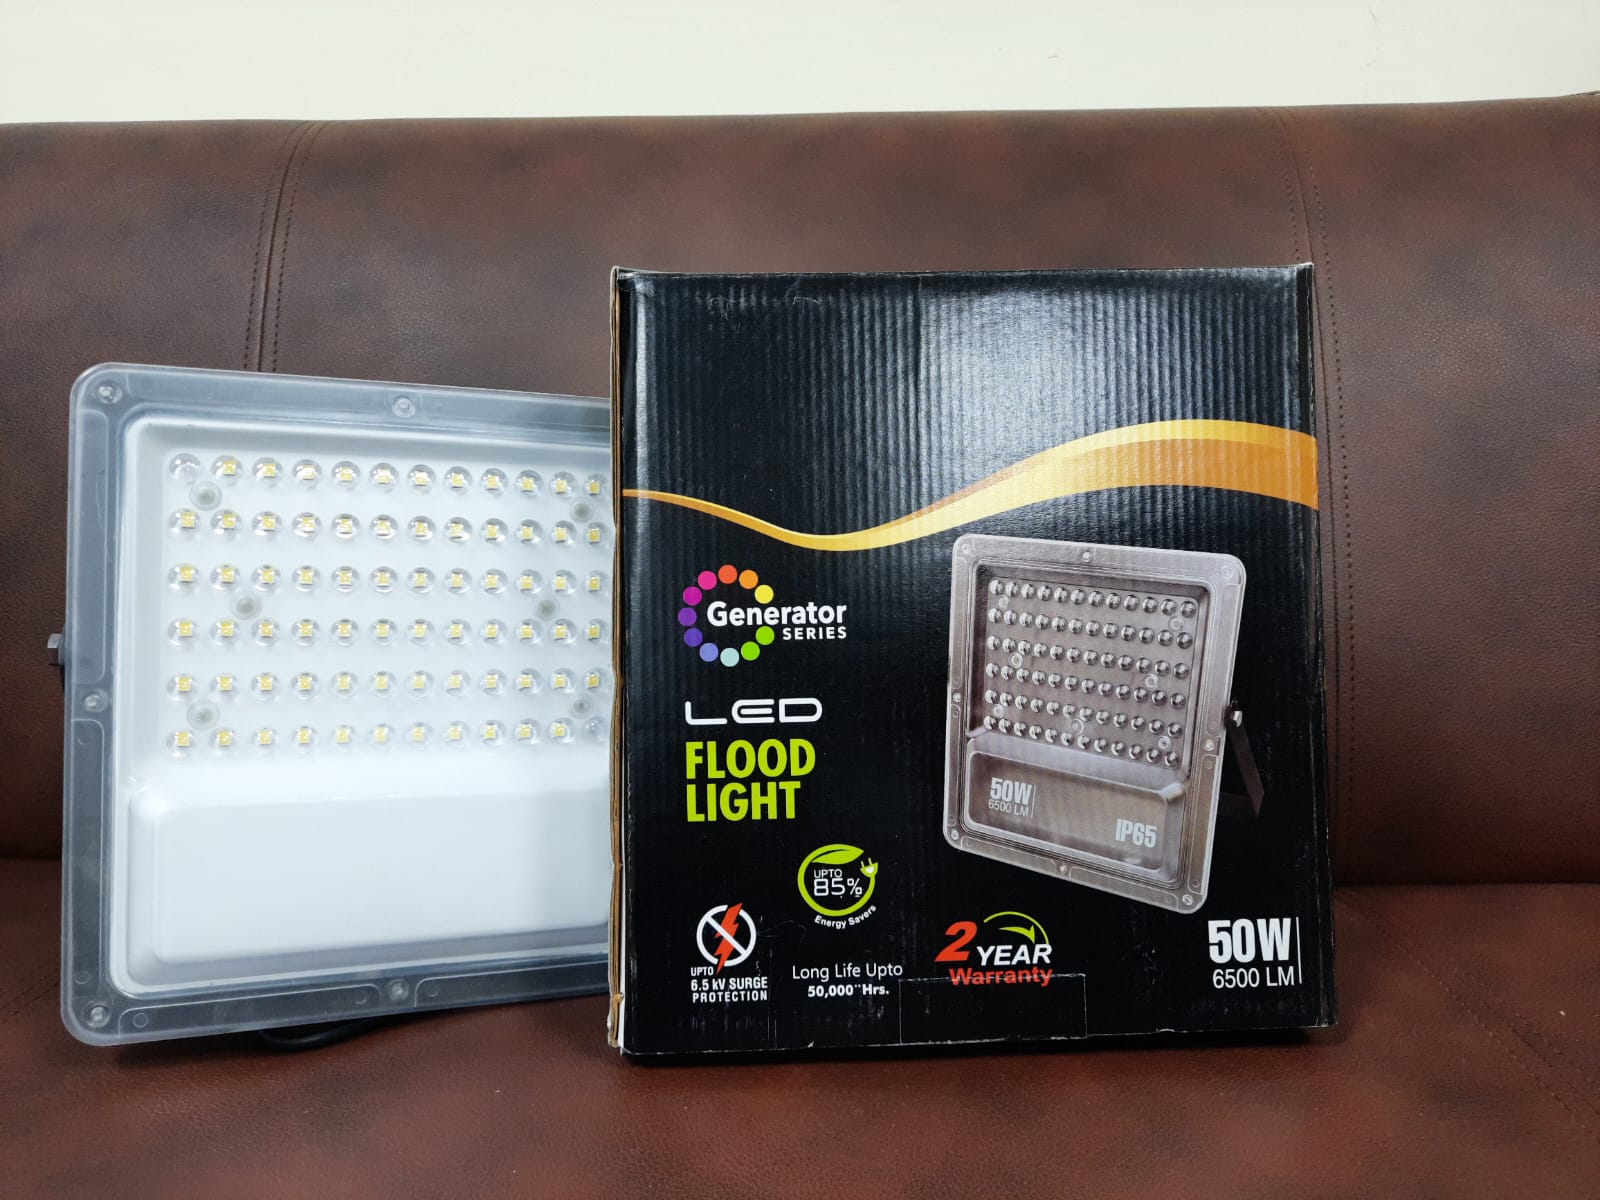 Generator
SERIES
LED
FLOOD
LIGHT
50W
6500 LM
IP65
UPTO
85%
Energy Savers
UPTO
6.5 kV SURGE
PROTECTION
Long Life Upto
50,000 Hrs.
2 YEAR
Warranty
50W
6500 LM